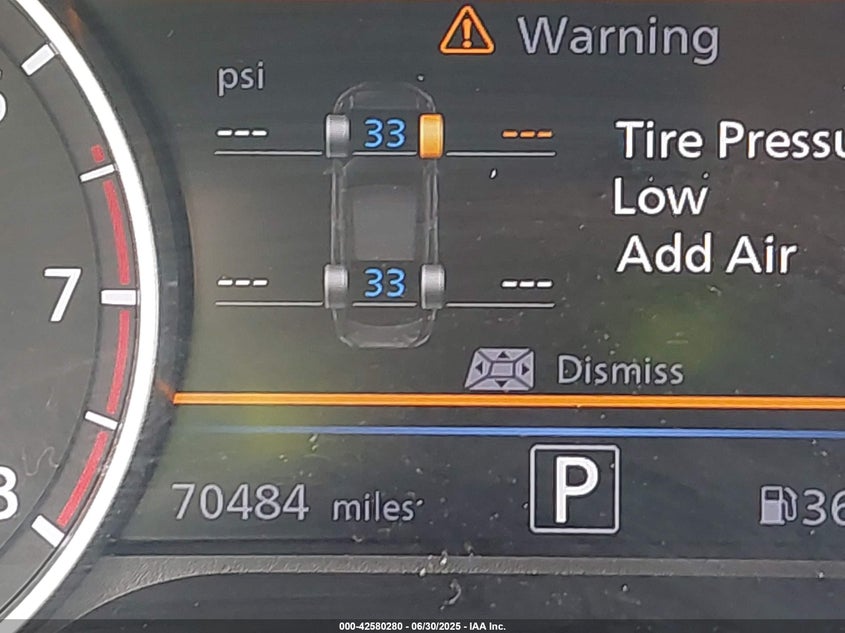 Warning
psi
--- 33 ---
Tire
Low
Add Air
--- 33 ---
7
Dismiss
70484 miles
P
000-42580280 - 06/30/2025 - IAA Inc.